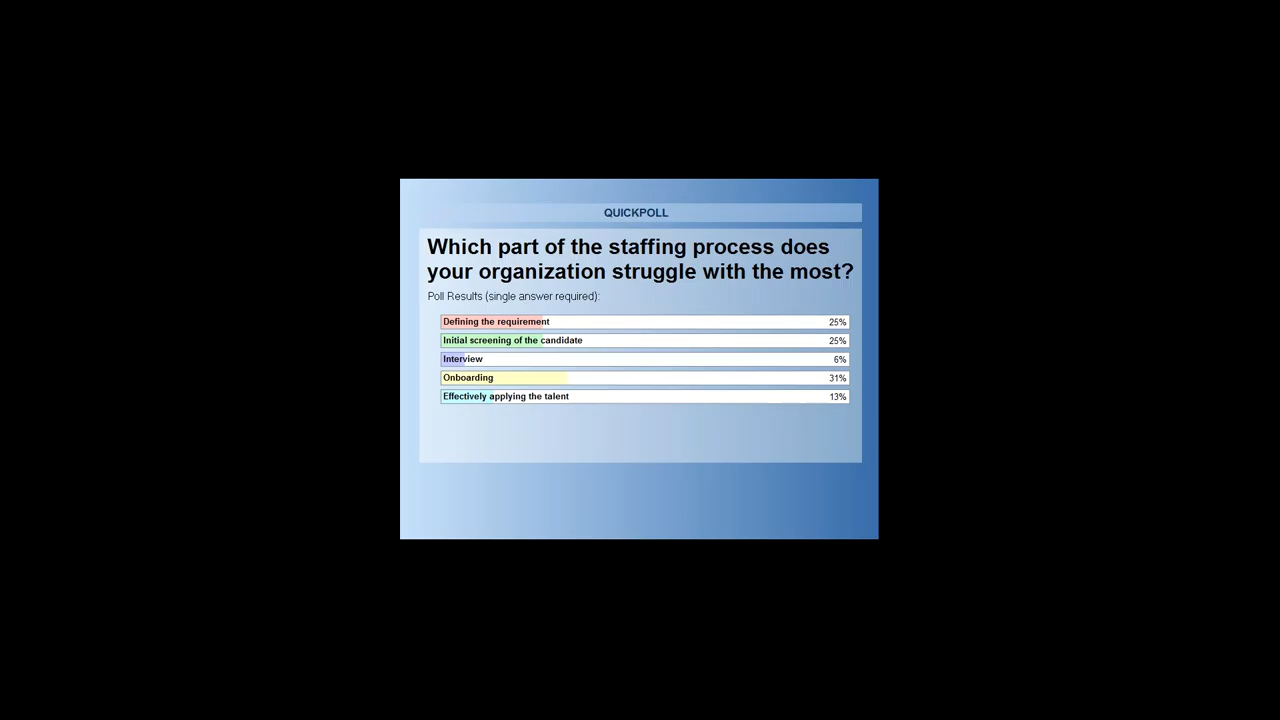 QUICKPOLL
Which part of the staffing process does
your organization struggle with the most?
Poll Results (single answer required):
Defining the requirement 25%
Initial screening of the candidate 25%
Interview 6%
Onboarding 31%
Effectively applying the talent 13%